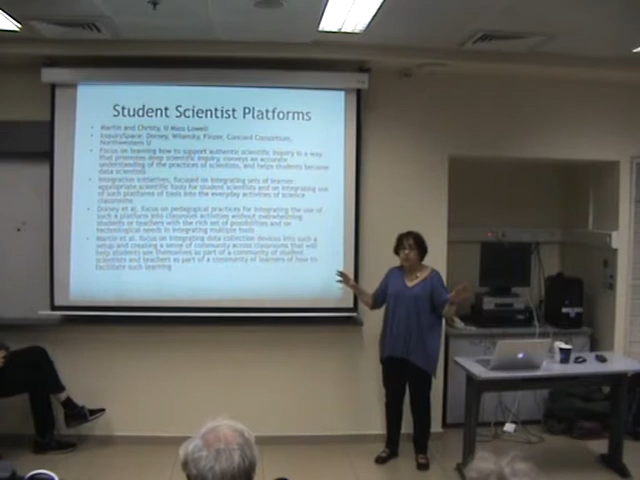 Student Scientist Platforms
• Martin and Christy, U Mass Lowell
• InquirySpace: Dorsey, Wilensky, Finzer, Concord Consortium,
Northwestern U
• Focus on learning how to support authentic scientific inquiry in a way
that promotes deep scientific inquiry, conveys an accurate
understanding of the practices of scientists, and helps students become
data scientists
• Integration initiatives, focused on integrating sets of learner-
appropriate scientific tools for student scientists and on integrating use
of such platforms of tools into the everyday activities of science
classrooms
• Dorsey et al. focus on pedagogical practices for integrating the use of
such a platform into classroom activities without overwhelming
students or teachers with the rich set of possibilities and or
technological needs in integrating multiple tools
• Martin et al. focus on integrating data collection devices into such a
setup and creating a sense of community across classrooms that will
help students see themselves as part of a community of student
scientists and teachers as part of a community of learners of how to
facilitate such learning